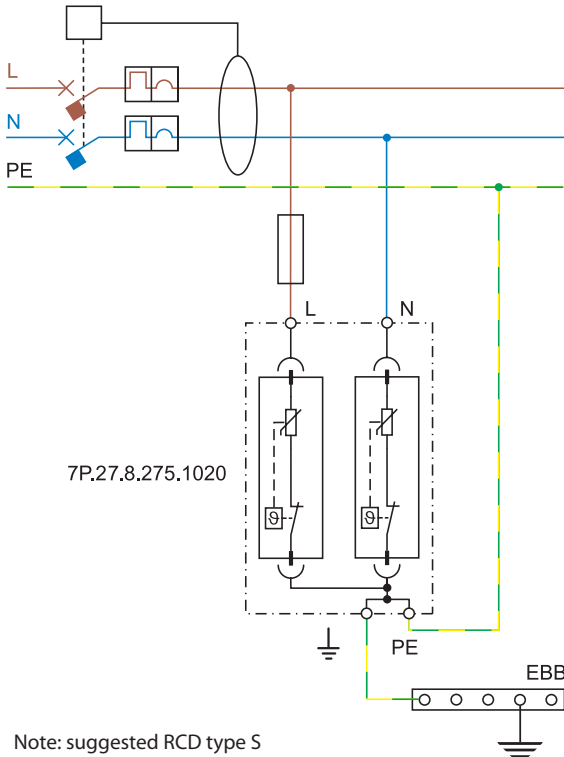 L
N
PE
L
N
7P.27.8.275.1020
ϑ
ϑ
PE
EBB
Note: suggested RCD type S